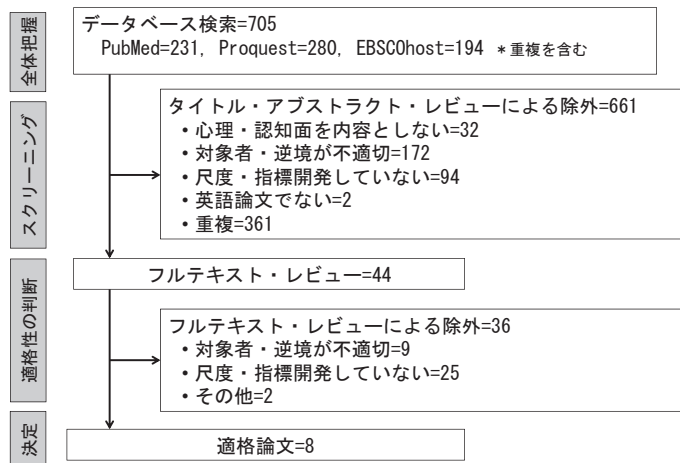 全体把握
データベース検索=705
PubMed=231, Proquest=280, EBSCOhost=194 *重複を含む
スクリーニング
タイトル・アブストラクト・レビューによる除外=661
・心理・認知面を内容としない=32
・対象者・逆境が不適切=172
・尺度・指標開発していない=94
・英語論文でない=2
・重複=361
適格性の判断
フルテキスト・レビュー=44
フルテキスト・レビューによる除外=36
・対象者・逆境が不適切=9
・尺度・指標開発していない=25
・その他=2
決定
適格論文=8